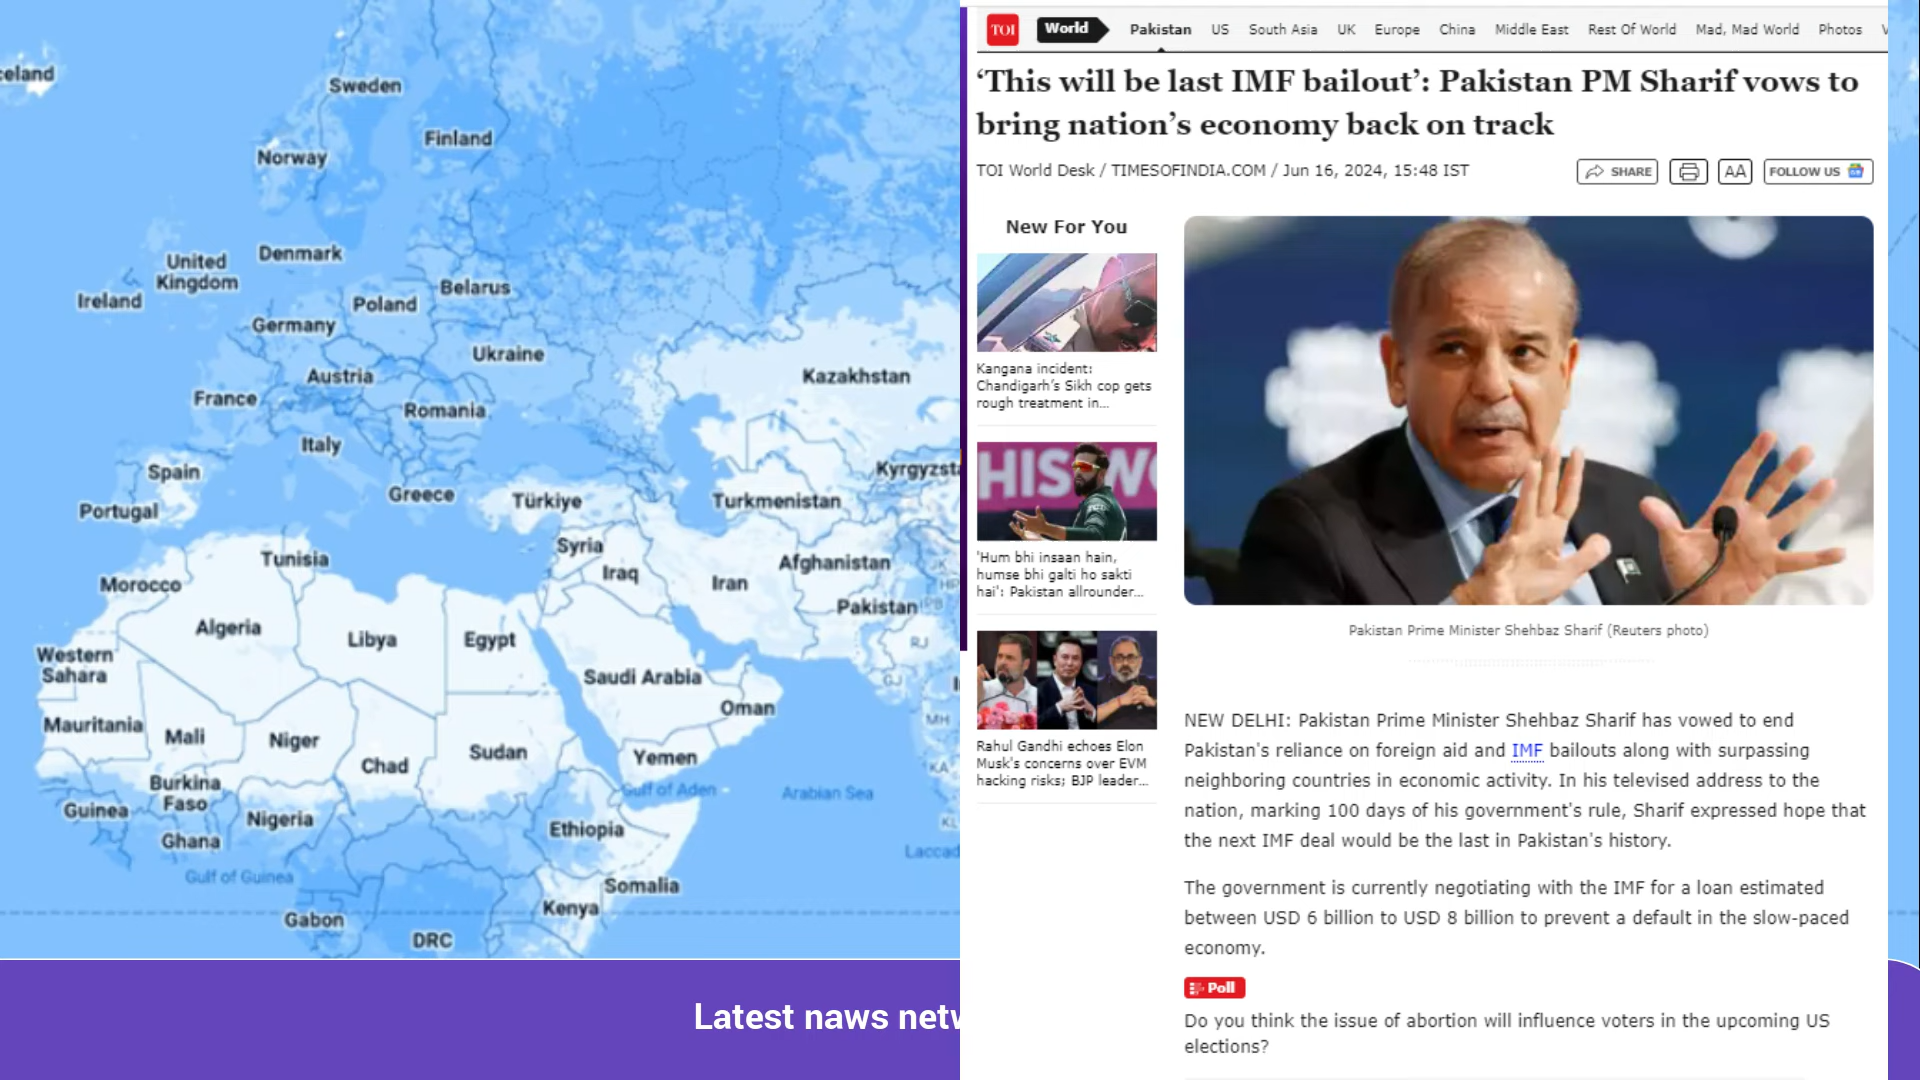 celand
Sweden
Finland
Norway
Denmark
United
Kingdom
Belarus
Ireland
Poland
Germany
Ukraine
Austria
Kazakhstan
France
Romania
Italy
Spain
Kyrgyzsta
Greece
Türkiye
Turkmenistan
Portugal
Syria
Tunisia
Afghanistan
Iraq
Morocco
Iran
JK
HP
Pakistan
PB
Algeria
Libya
Egypt
RJ
Western
Sahara
Saudi Arabia
GJ
Oman
Mauritania
MH
Mali
Niger
Sudan
Yemen
Chad
KA
Burkina
Faso
Gulf of Aden
Arabian Sea
Guinea
Nigeria
KL
Ethiopia
Ghana
Laccad
Gulf of Guinea
Somalia
Kenya
Gabon
DRC
Latest naws netw
TOI World Pakistan US South Asia UK Europe China Middle East Rest Of World Mad, Mad World Photos V
‘This will be last IMF bailout’: Pakistan PM Sharif vows to
bring nation’s economy back on track
TOI World Desk / TIMESOFINDIA.COM / Jun 16, 2024, 15:48 IST
SHARE AA FOLLOW US
New For You
Kangana incident:
Chandigarh’s Sikh cop gets
rough treatment in...
HIS WO
'Hum bhi insaan hain,
humse bhi galti ho sakti
hai': Pakistan allrounder...
Rahul Gandhi echoes Elon
Musk's concerns over EVM
hacking risks; BJP leader...
Pakistan Prime Minister Shehbaz Sharif (Reuters photo)
NEW DELHI: Pakistan Prime Minister Shehbaz Sharif has vowed to end
Pakistan's reliance on foreign aid and IMF bailouts along with surpassing
neighboring countries in economic activity. In his televised address to the
nation, marking 100 days of his government's rule, Sharif expressed hope that
the next IMF deal would be the last in Pakistan's history.
The government is currently negotiating with the IMF for a loan estimated
between USD 6 billion to USD 8 billion to prevent a default in the slow-paced
economy.
Poll
Do you think the issue of abortion will influence voters in the upcoming US
elections?